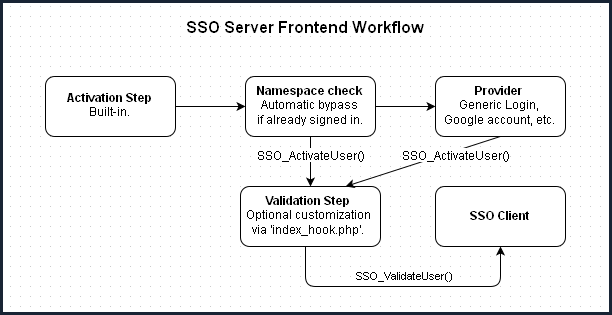 SSO Server Frontend Workflow
Activation Step
Built-in.
Namespace check
Automatic bypass
if already signed in.
Provider
Generic Login,
Google account, etc.
SSO_ActivateUser()
SSO_ActivateUser()
Validation Step
Optional customization
via 'index_hook.php'.
SSO Client
SSO_ValidateUser()